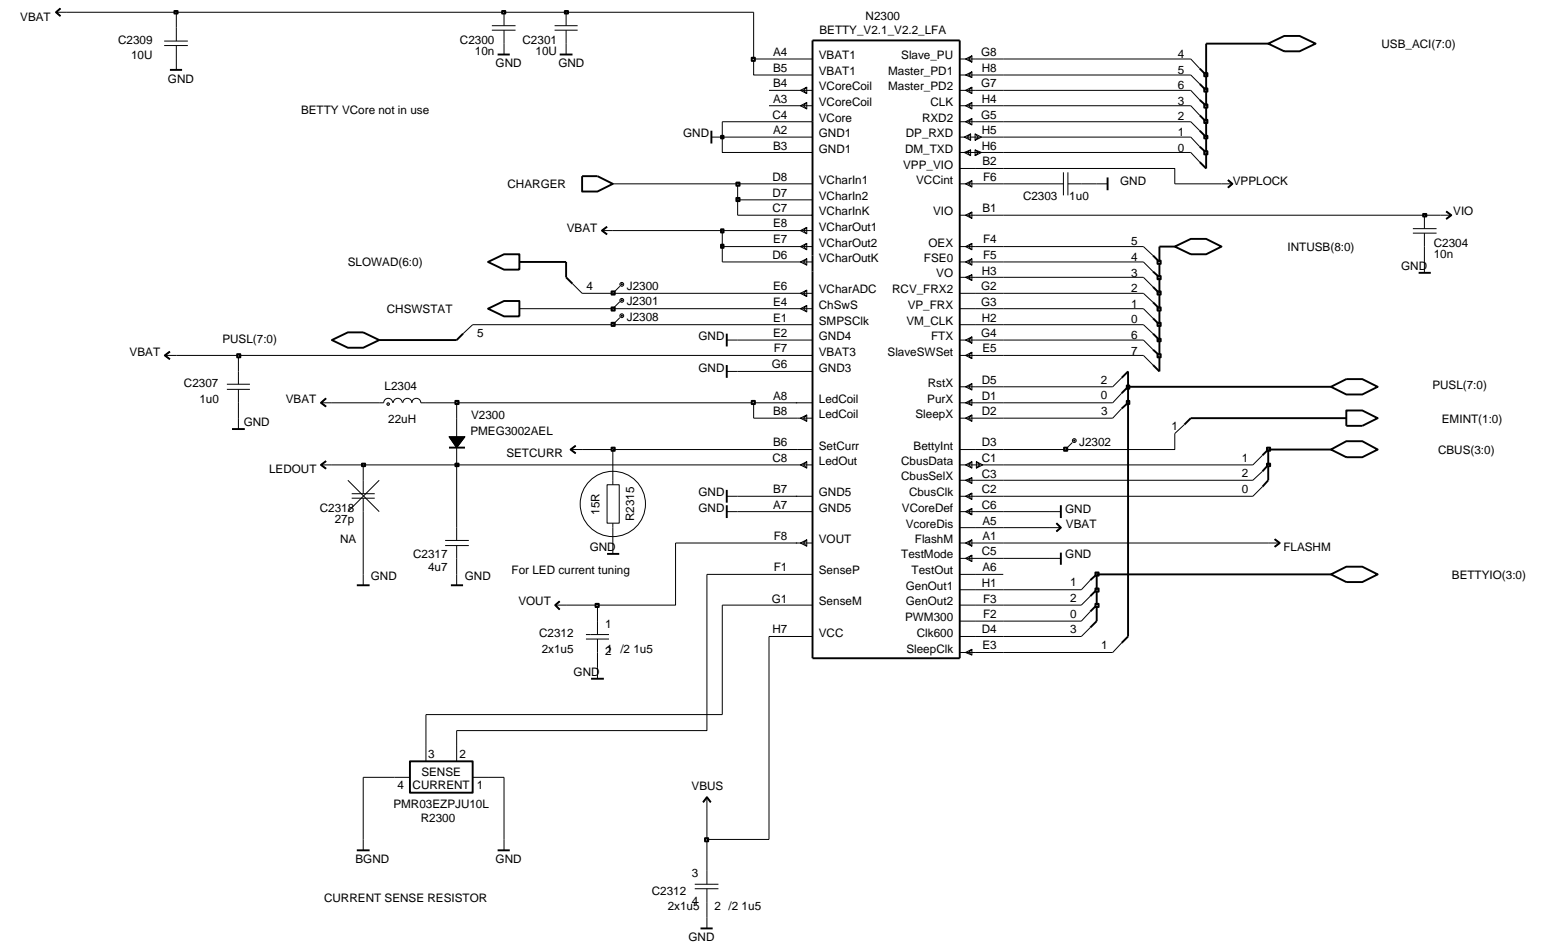 VBAT
C2309
10U
GND
C2300
10n
GND
C2301
10U
GND
BETTY VCore not in use
N2300
BETTY_V2.1_V2.2_LFA
A4 VBAT1
B5 VBAT1
B4 VCoreCoil
A3 VCoreCoil
C4 VCore
GND A2 GND1
B3 GND1
CHARGER D8 VCharIn1
D7 VCharIn2
C7 VCharInK
VBAT E8 VCharOut1
E7 VCharOut2
D6 VCharOutK
SLOWAD(6:0)
4 J2300 E6 VCharADC
CHSWSTAT J2301 E4 ChSwS
J2308 E1 SMPSClk
PUSL(7:0) 5
GND E2 GND4
VBAT F7 VBAT3
GND G6 GND3
C2307
1u0
GND
VBAT L2304
22uH
A8 LedCoil
B8 LedCoil
V2300
PMEG3002AEL
SETCURR B6 SetCurr
LEDOUT C8 LedOut
C2318
27p
NA
GND
C2317
4u7
GND
15R
R2315
GND
For LED current tuning
GND B7 GND5
GND A7 GND5
F8 VOUT
F1 SenseP
G1 SenseM
H7 VCC
VOUT
C2312
2x1u5
1
2
1
/2 1u5
GND
3 2
SENSE
CURRENT
4 1
PMR03EZPJU10L
R2300
BGND
GND
CURRENT SENSE RESISTOR
VBUS
3
C2312
2x1u5
4
2 /2 1u5
GND
Slave_PU G8 4
Master_PD1 H8 5
Master_PD2 G7 6
CLK H4 3
RXD2 G5 2
DP_RXD H5 1
DM_TXD H6 0
USB_ACI(7:0)
VPP_VIO B2 VPPLOCK
VCCint F6
C2303 1u0
GND
VIO B1 VIO
C2304
10n
GND
INTUSB(8:0)
OEX F4 5
FSE0 F5 4
VO H3 3
RCV_FRX2 G2 2
VP_FRX G3 1
VM_CLK H2 0
FTX G4 6
SlaveSWSet E5 7
RstX D5 2
PurX D1 0
SleepX D2 3
PUSL(7:0)
EMINT(1:0)
BettyInt D3 J2302 1
CBUS(3:0)
CbusData C1 1
CbusSelX C3 2
CbusClk C2 0
VCoreDef C6 GND
VcoreDis A5 VBAT
FlashM A1 FLASHM
TestMode C5 GND
TestOut A6
BETTYIO(3:0)
GenOut1 H1 1
GenOut2 F3 2
PWM300 F2 0
Clk600 D4 3
SleepClk E3 1